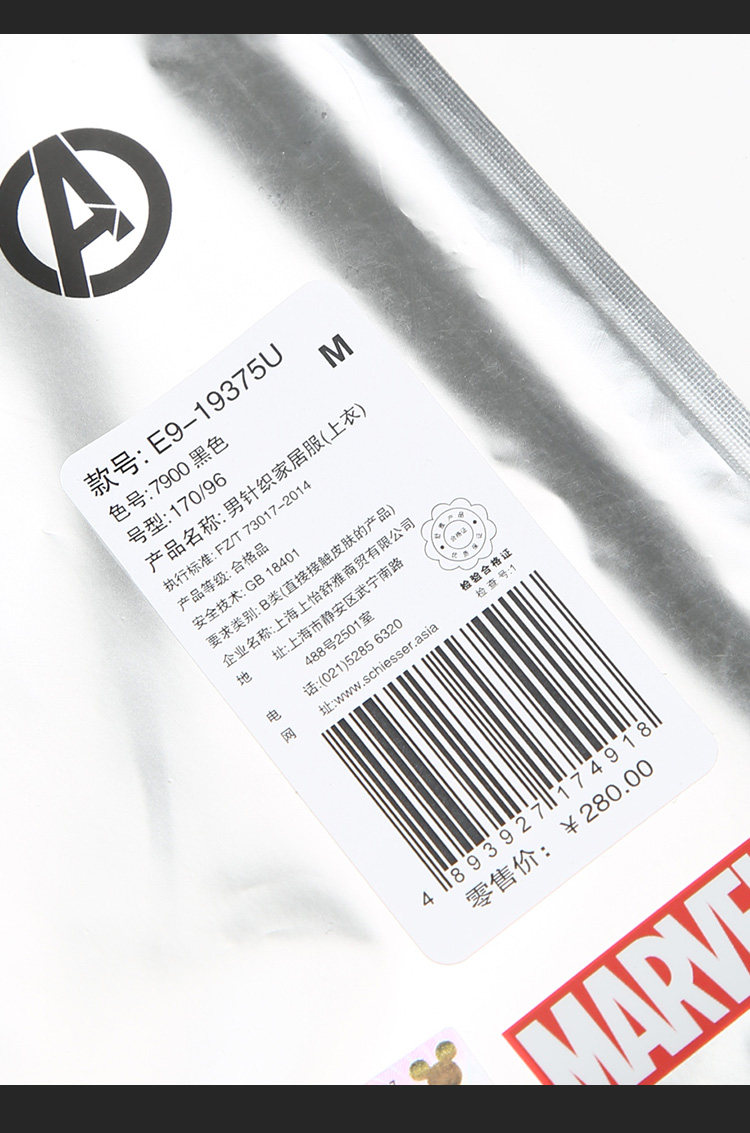 款号: E9-19375U
M
色号:7900 黑色
号型:170/96
产品名称: 男针织家居服(上衣)
执行标准: FZ/T 73017-2014
产品等级: 合格品
安全技术: GB 18401
要求类别: B类(直接接触皮肤的产品)
企业名称:上海上怡舒雅商贸有限公司
地 址:上海市静安区武宁南路
488号2501室
电 话:(021)5285 6320
网 址:www.schiesser.asia
合格证
检验合格证
检查号:1
4 893927 174918
零售价: ¥280.00
MARVEL